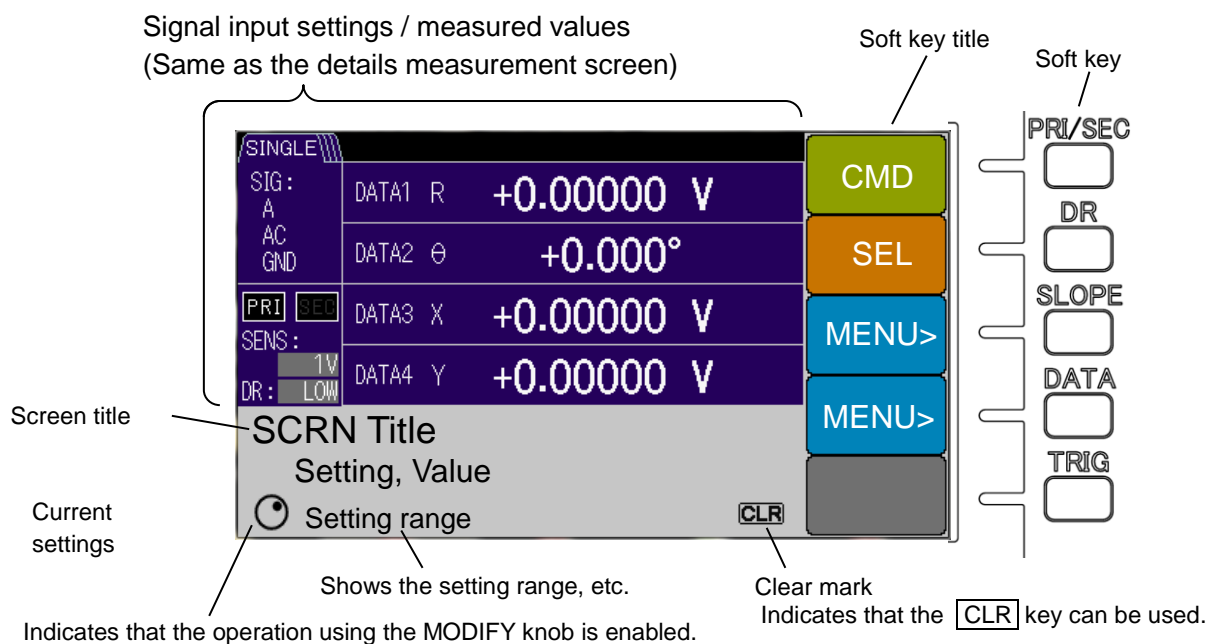 Signal input settings / measured values
(Same as the details measurement screen)
Soft key title
Soft key
SINGLE
SIG:
A
AC
GND
PRI SEC
SENS:
1V
DR: LOW
DATA1 R +0.00000 V
DATA2 θ +0.000°
DATA3 X +0.00000 V
DATA4 Y +0.00000 V
CMD
SEL
MENU>
MENU>
PRI/SEC
DR
SLOPE
DATA
TRIG
Screen title
SCRN Title
Setting, Value
Current
settings
Setting range
CLR
Shows the setting range, etc.
Clear mark
Indicates that the CLR key can be used.
Indicates that the operation using the MODIFY knob is enabled.